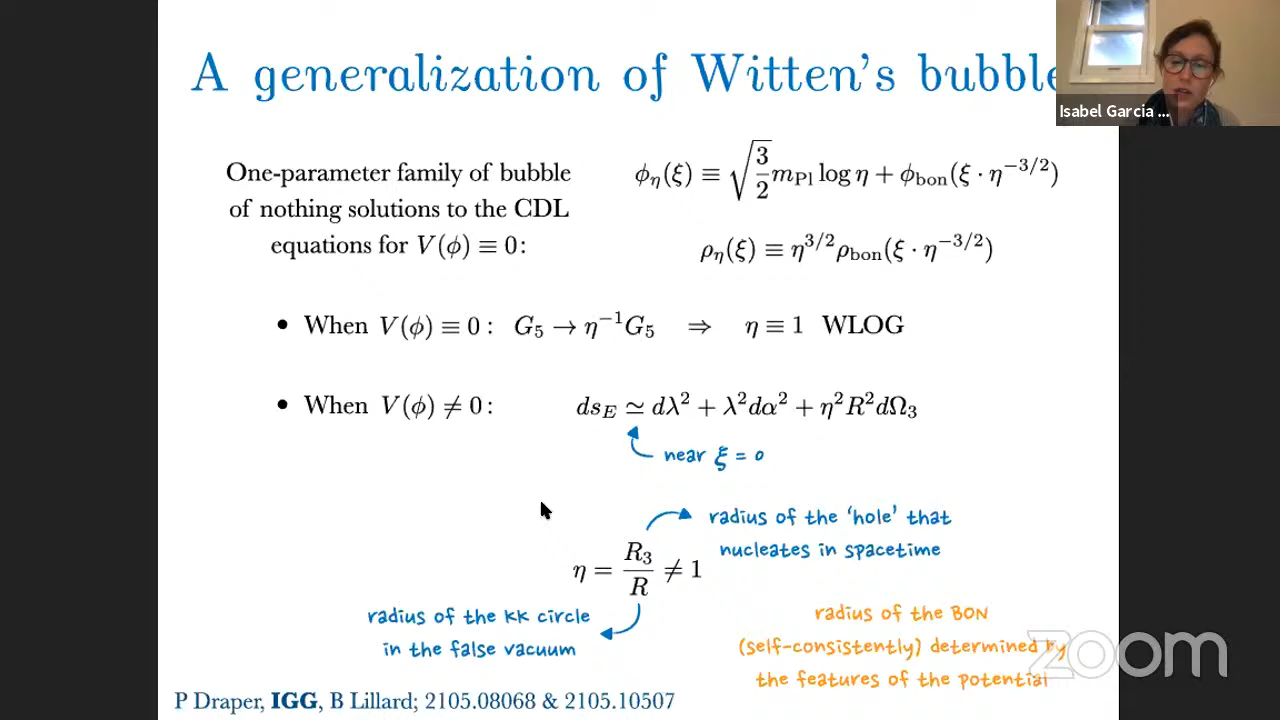 A generalization of Witten's bubble
Isabel Garcia ...
One-parameter family of bubble
of nothing solutions to the CDL
equations for V(ϕ) ≡ 0:
ϕ_η(ξ) ≡ √(3/2) m_Pl log η + ϕ_bon(ξ · η^{-3/2})
ρ_η(ξ) ≡ η^{3/2} ρ_bon(ξ · η^{-3/2})
• When V(ϕ) ≡ 0 : G_5 → η^{-1} G_5 ⇒ η ≡ 1 WLOG
• When V(ϕ) ≠ 0 : ds_E ≃ dλ² + λ²dα² + η²R²dΩ_3
near ξ = 0
radius of the 'hole' that
nucleates in spacetime
η = R_3/R ≠ 1
radius of the KK circle
in the false vacuum
radius of the BON
(self-consistently) determined by
the features of the potential
zoom
P Draper, IGG, B Lillard; 2105.08068 & 2105.10507